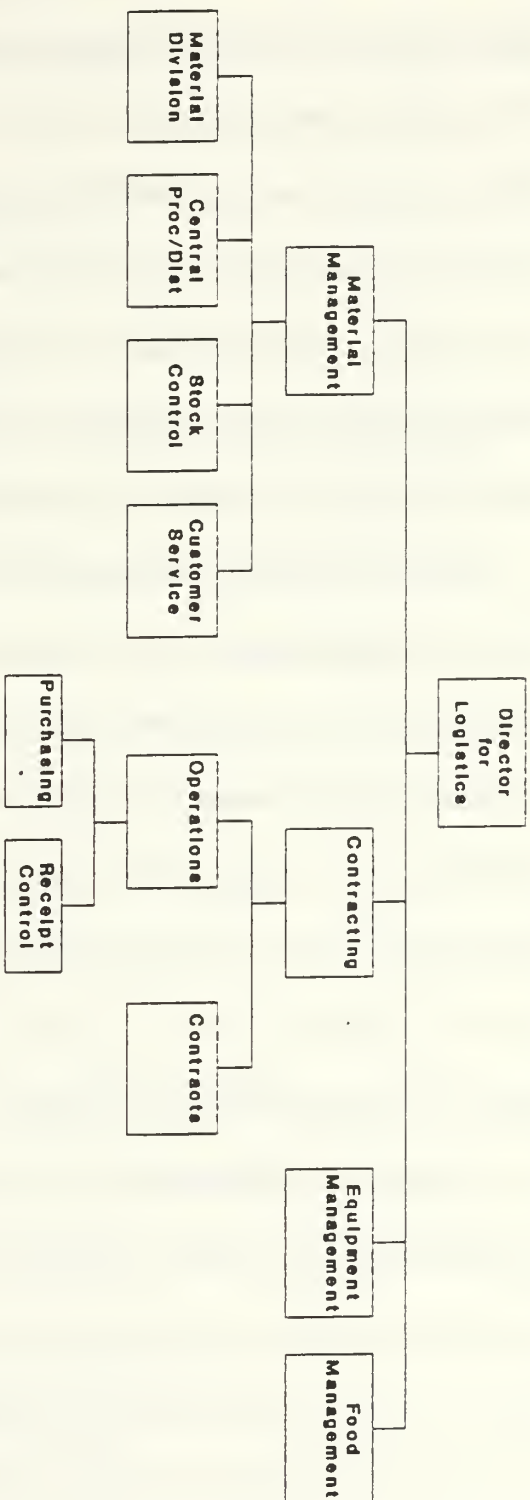 Director
for
Logistics
Material
Management
Contracting
Equipment
Management
Food
Management
Material
Division
Central
Proc/Dist
Stock
Control
Customer
Service
Operations
Contracts
Purchasing
Receipt
Control